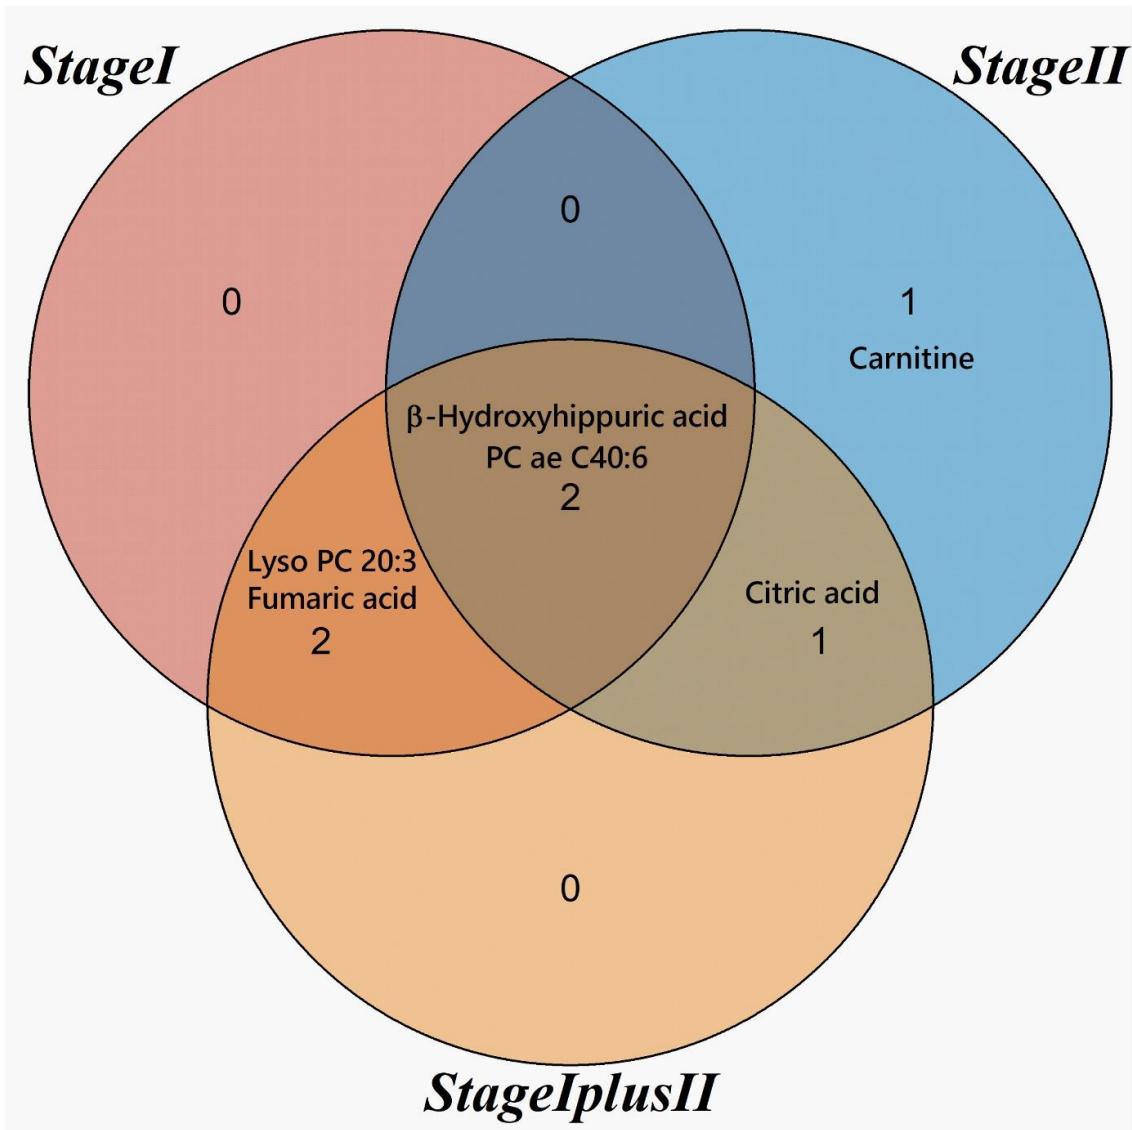 StageI
StageII
0
0
1
Carnitine
β-Hydroxyhippuric acid
PC ae C40:6
2
Lyso PC 20:3
Fumaric acid
2
Citric acid
1
0
StageIplusII